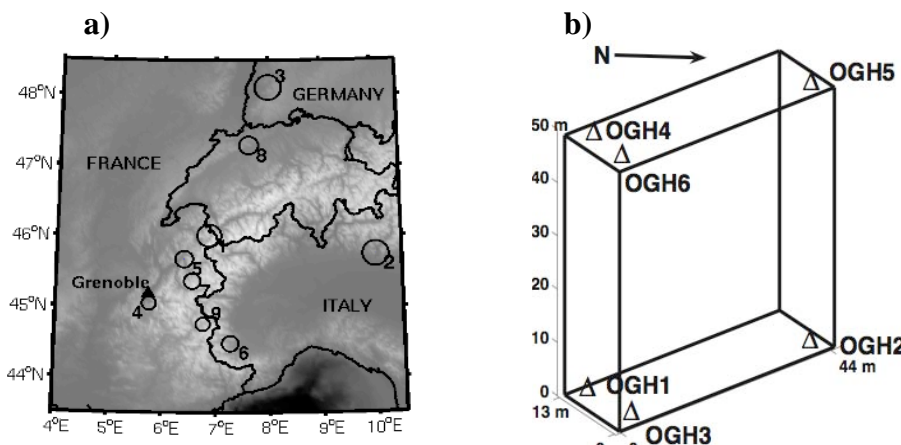 a)
48°N
47°N
46°N
45°N
44°N
4°E 5°E 6°E 7°E 8°E 9°E 10°E
3
GERMANY
8
FRANCE
1
2
5
Grenoble
4
ITALY
9
6
b)
N
OGH5
50 m
OGH4
OGH6
40
30
20
10
OGH2
44 m
0
OGH1
13 m
OGH3